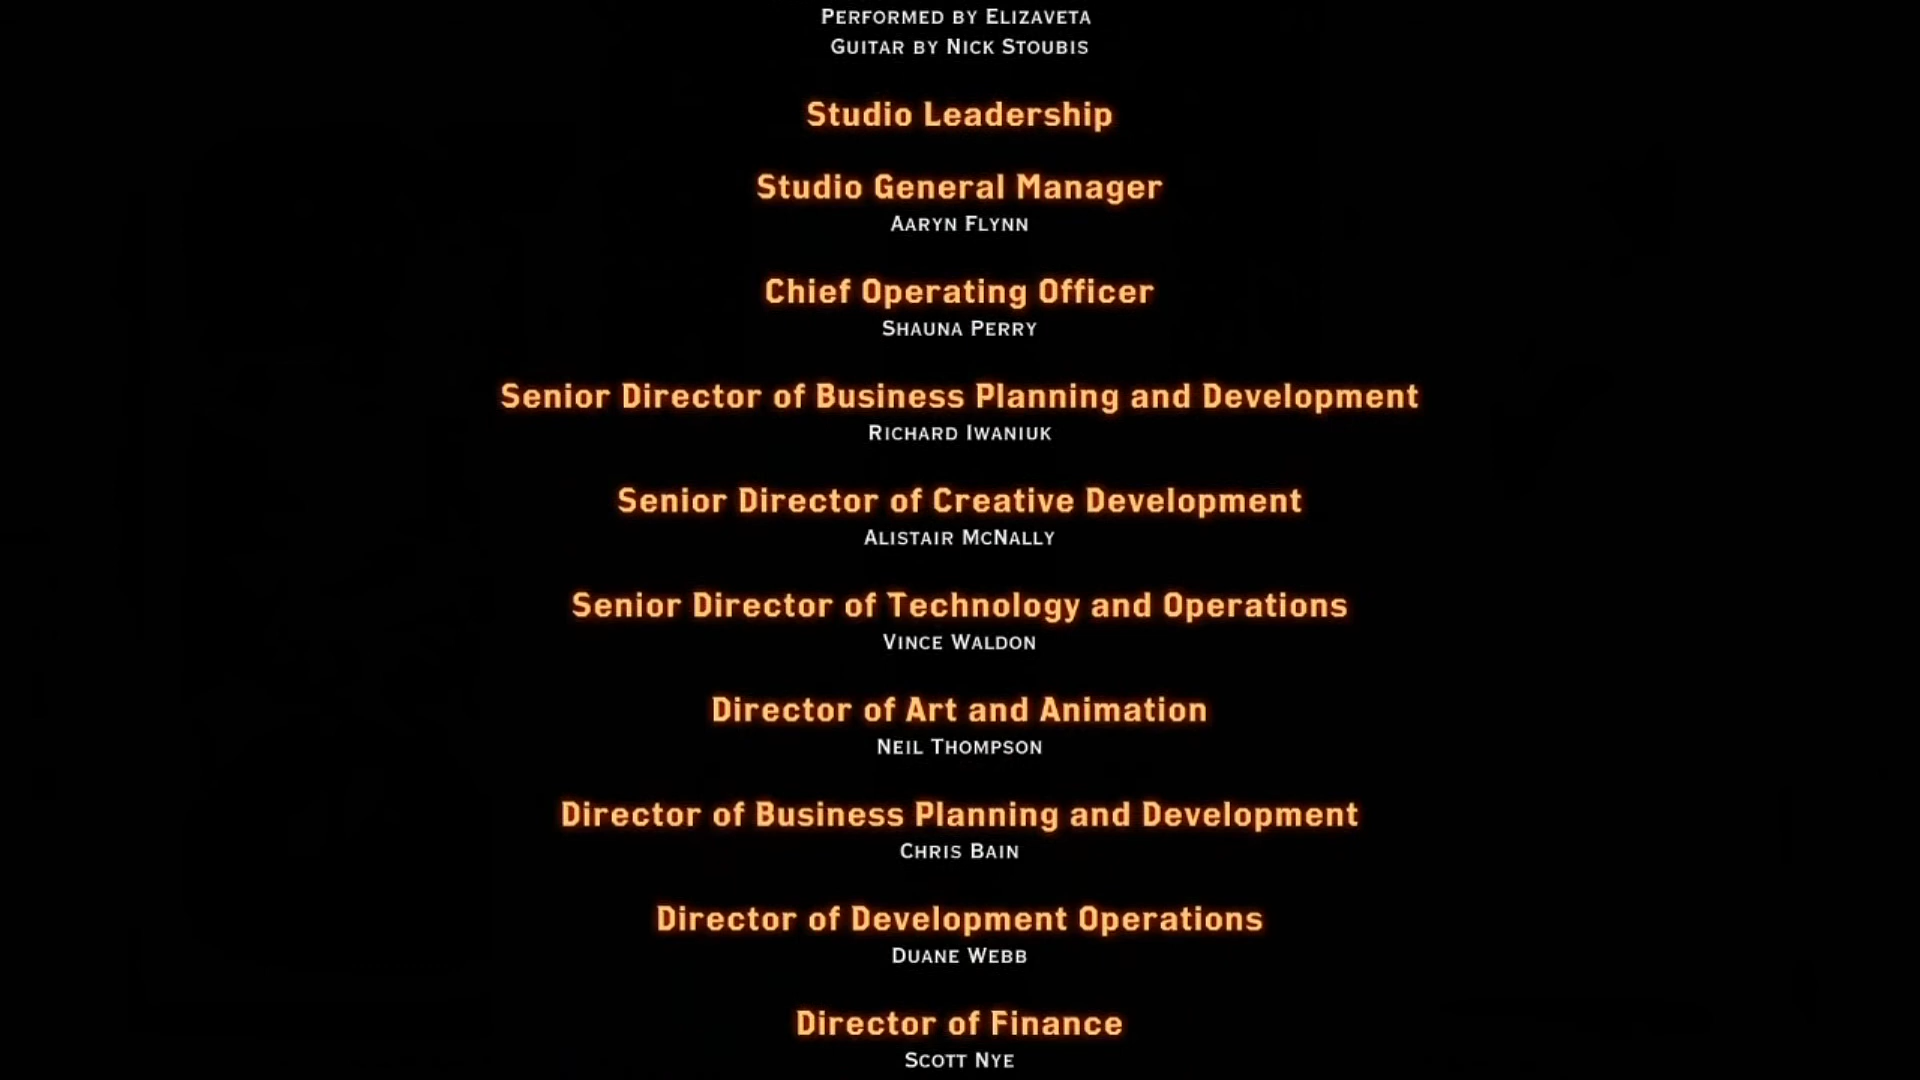 Performed by Elizaveta
Guitar by Nick Stoubis
Studio Leadership
Studio General Manager
Aaryn Flynn
Chief Operating Officer
Shauna Perry
Senior Director of Business Planning and Development
Richard Iwaniuk
Senior Director of Creative Development
Alistair McNally
Senior Director of Technology and Operations
Vince Waldon
Director of Art and Animation
Neil Thompson
Director of Business Planning and Development
Chris Bain
Director of Development Operations
Duane Webb
Director of Finance
Scott Nye